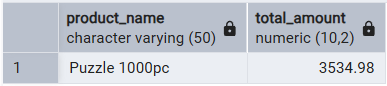 product_name total_amount
character varying (50) numeric (10,2)
1 Puzzle 1000pc 3534.98